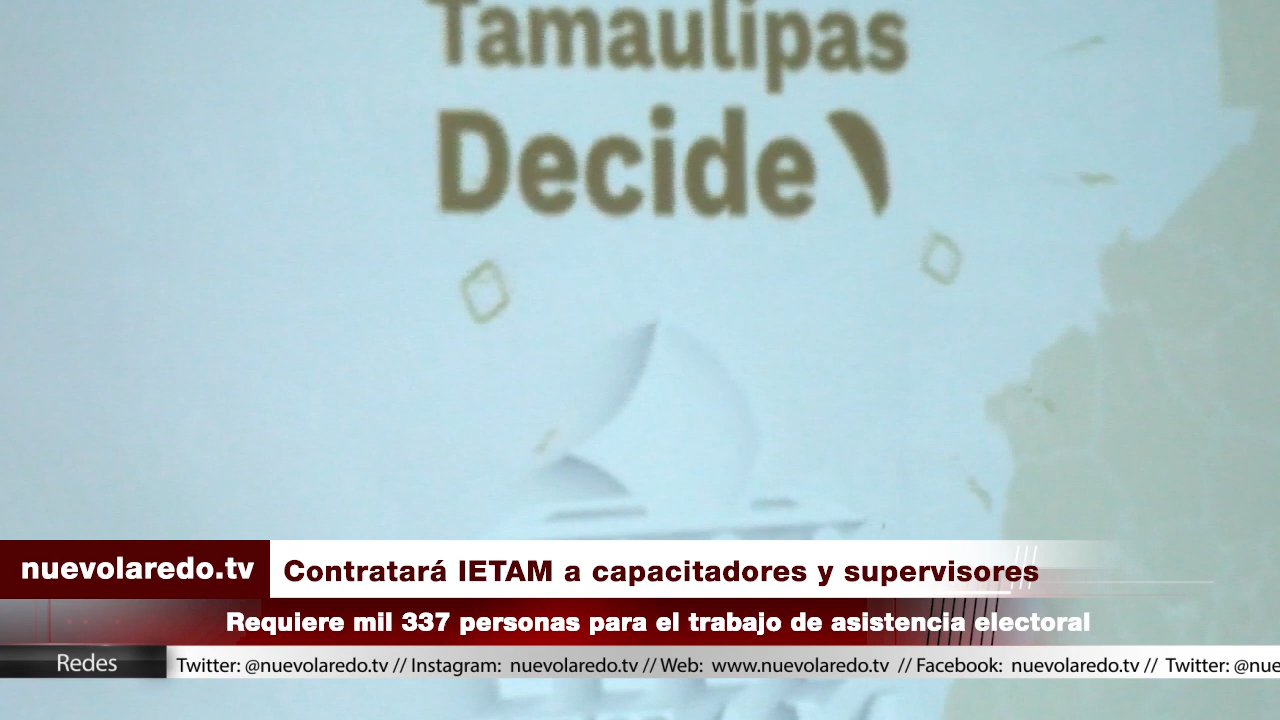 Tamaulipas
Decide
nuevolaredo.tv
Contratará IETAM a capacitadores y supervisores
Requiere mil 337 personas para el trabajo de asistencia electoral
Redes
Twitter: @nuevolaredo.tv // Instagram: nuevolaredo.tv // Web: www.nuevolaredo.tv // Facebook: nuevolaredo.tv // Twitter: @nue